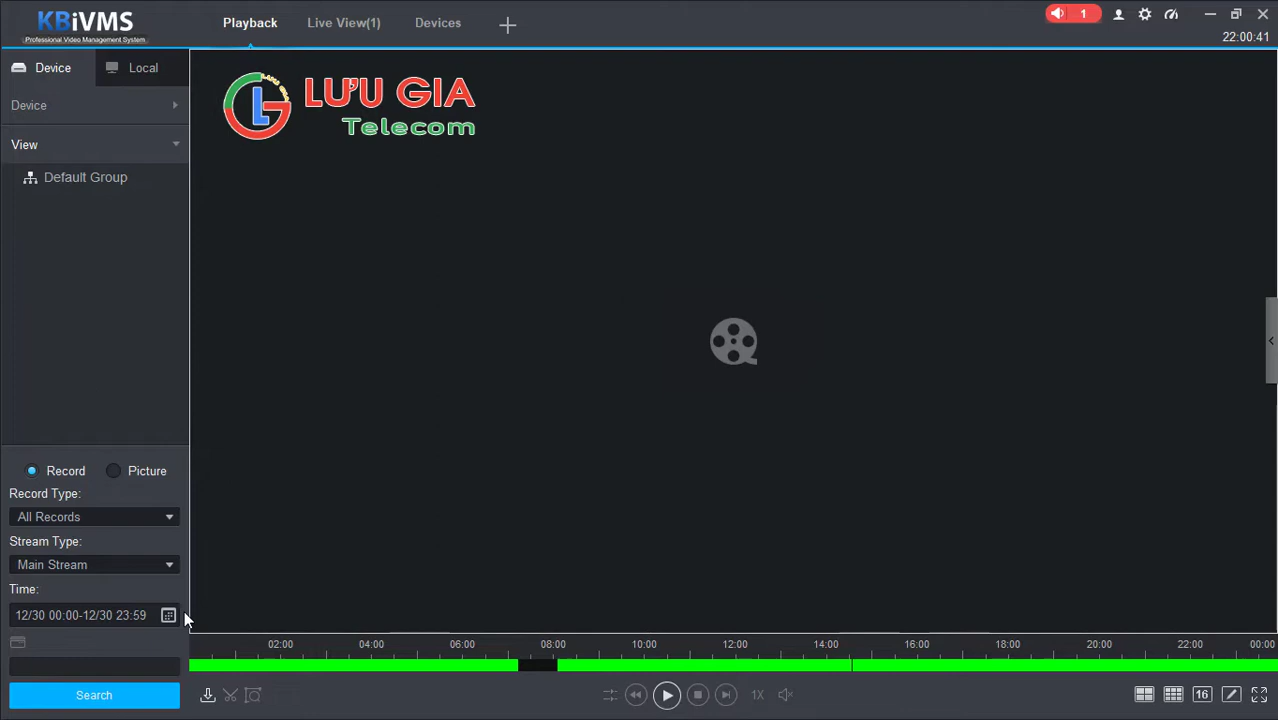 KBiVMS
Professional Video Management System
Playback
Live View(1)
Devices
1
22:00:41
Device
Local
Device
View
Default Group
LƯU GIA
Telecom
Record
Picture
Record Type:
All Records
Stream Type:
Main Stream
Time:
12/30 00:00-12/30 23:59
Search
02:00
04:00
06:00
08:00
10:00
12:00
14:00
16:00
18:00
20:00
22:00
00:00
1X
16